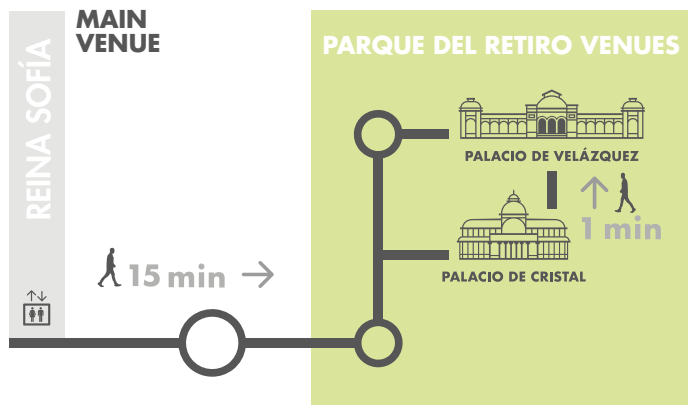 REINA SOFÍA
MAIN
VENUE
PARQUE DEL RETIRO VENUES
PALACIO DE VELÁZQUEZ
1 min
PALACIO DE CRISTAL
15 min